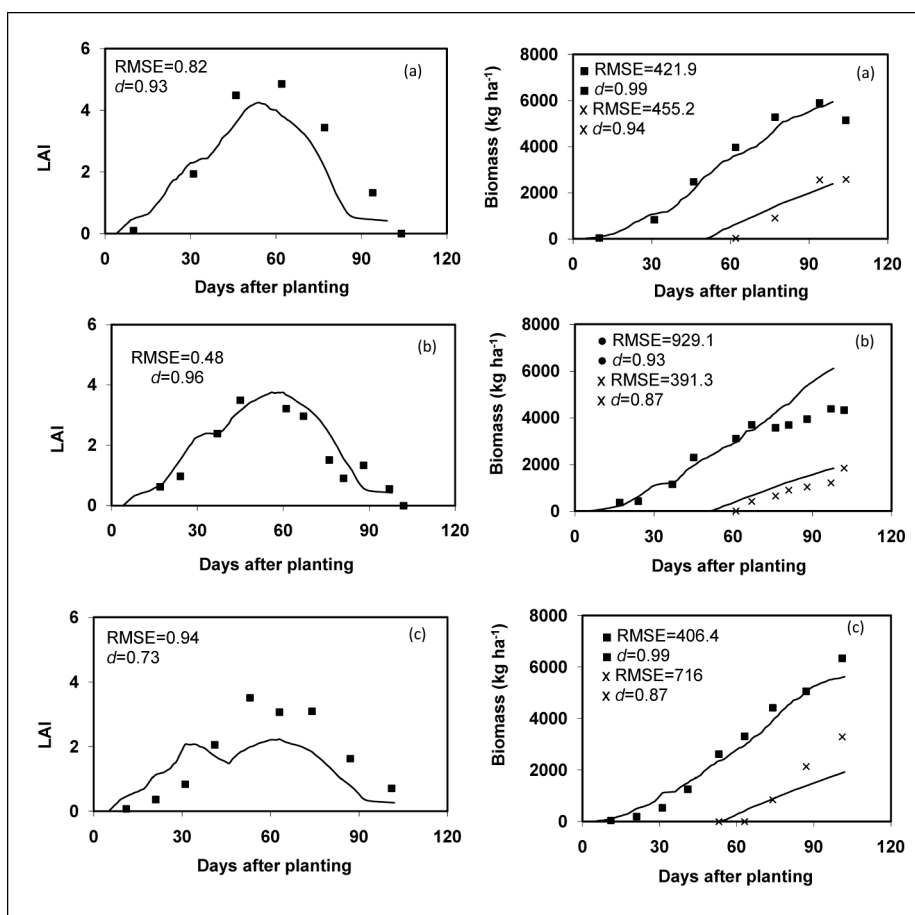 6
4
2
0
LAI
RMSE=0.82
d=0.93
(a)
0 30 60 90 120
Days after planting
8000
6000
4000
2000
0
Biomass (kg ha-1)
■ RMSE=421.9
■ d=0.99
× RMSE=455.2
× d=0.94
(a)
0 30 60 90 120
Days after planting
6
4
2
0
LAI
RMSE=0.48
d=0.96
(b)
0 30 60 90 120
Days after planting
8000
6000
4000
2000
0
Biomass (kg ha-1)
● RMSE=929.1
● d=0.93
× RMSE=391.3
× d=0.87
(b)
0 30 60 90 120
Days after planting
6
4
2
0
LAI
RMSE=0.94
d=0.73
(c)
0 30 60 90 120
Days after planting
8000
6000
4000
2000
0
Biomass (kg ha-1)
■ RMSE=406.4
■ d=0.99
× RMSE=716
× d=0.87
(c)
0 30 60 90 120
Days after planting